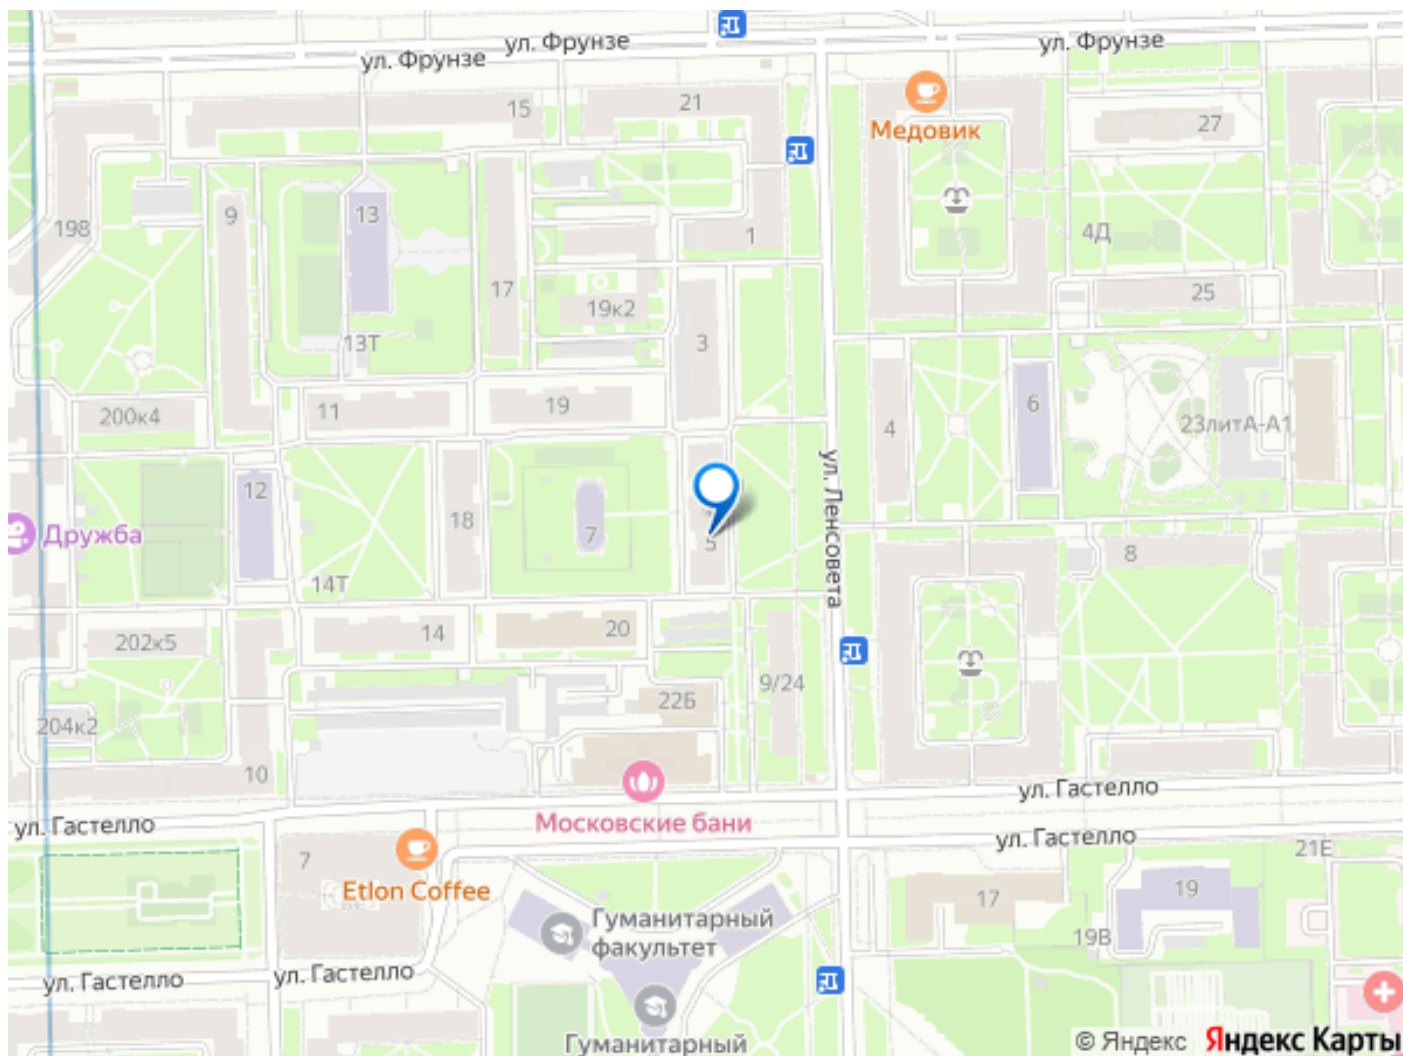 ул. Фрунзе
ул. Фрунзе
ул. Фрунзе
15
21
Медовик
27
198
9
13
1
4Д
17
19к2
25
13Т
3
200к4
11
19
4
6
23литА-А1
12
18
7
5
ул. Ленсовета
8
Дружба
14Т
202к5
14
20
9/24
22Б
204к2
10
ул. Гастелло
Московские бани
ул. Гастелло
ул. Гастелло
7
21Е
Etlon Coffee
17
19
Гуманитарный
факультет
19В
ул. Гастелло
ул. Гастелло
Гуманитарный
© Яндекс Яндекс Карты